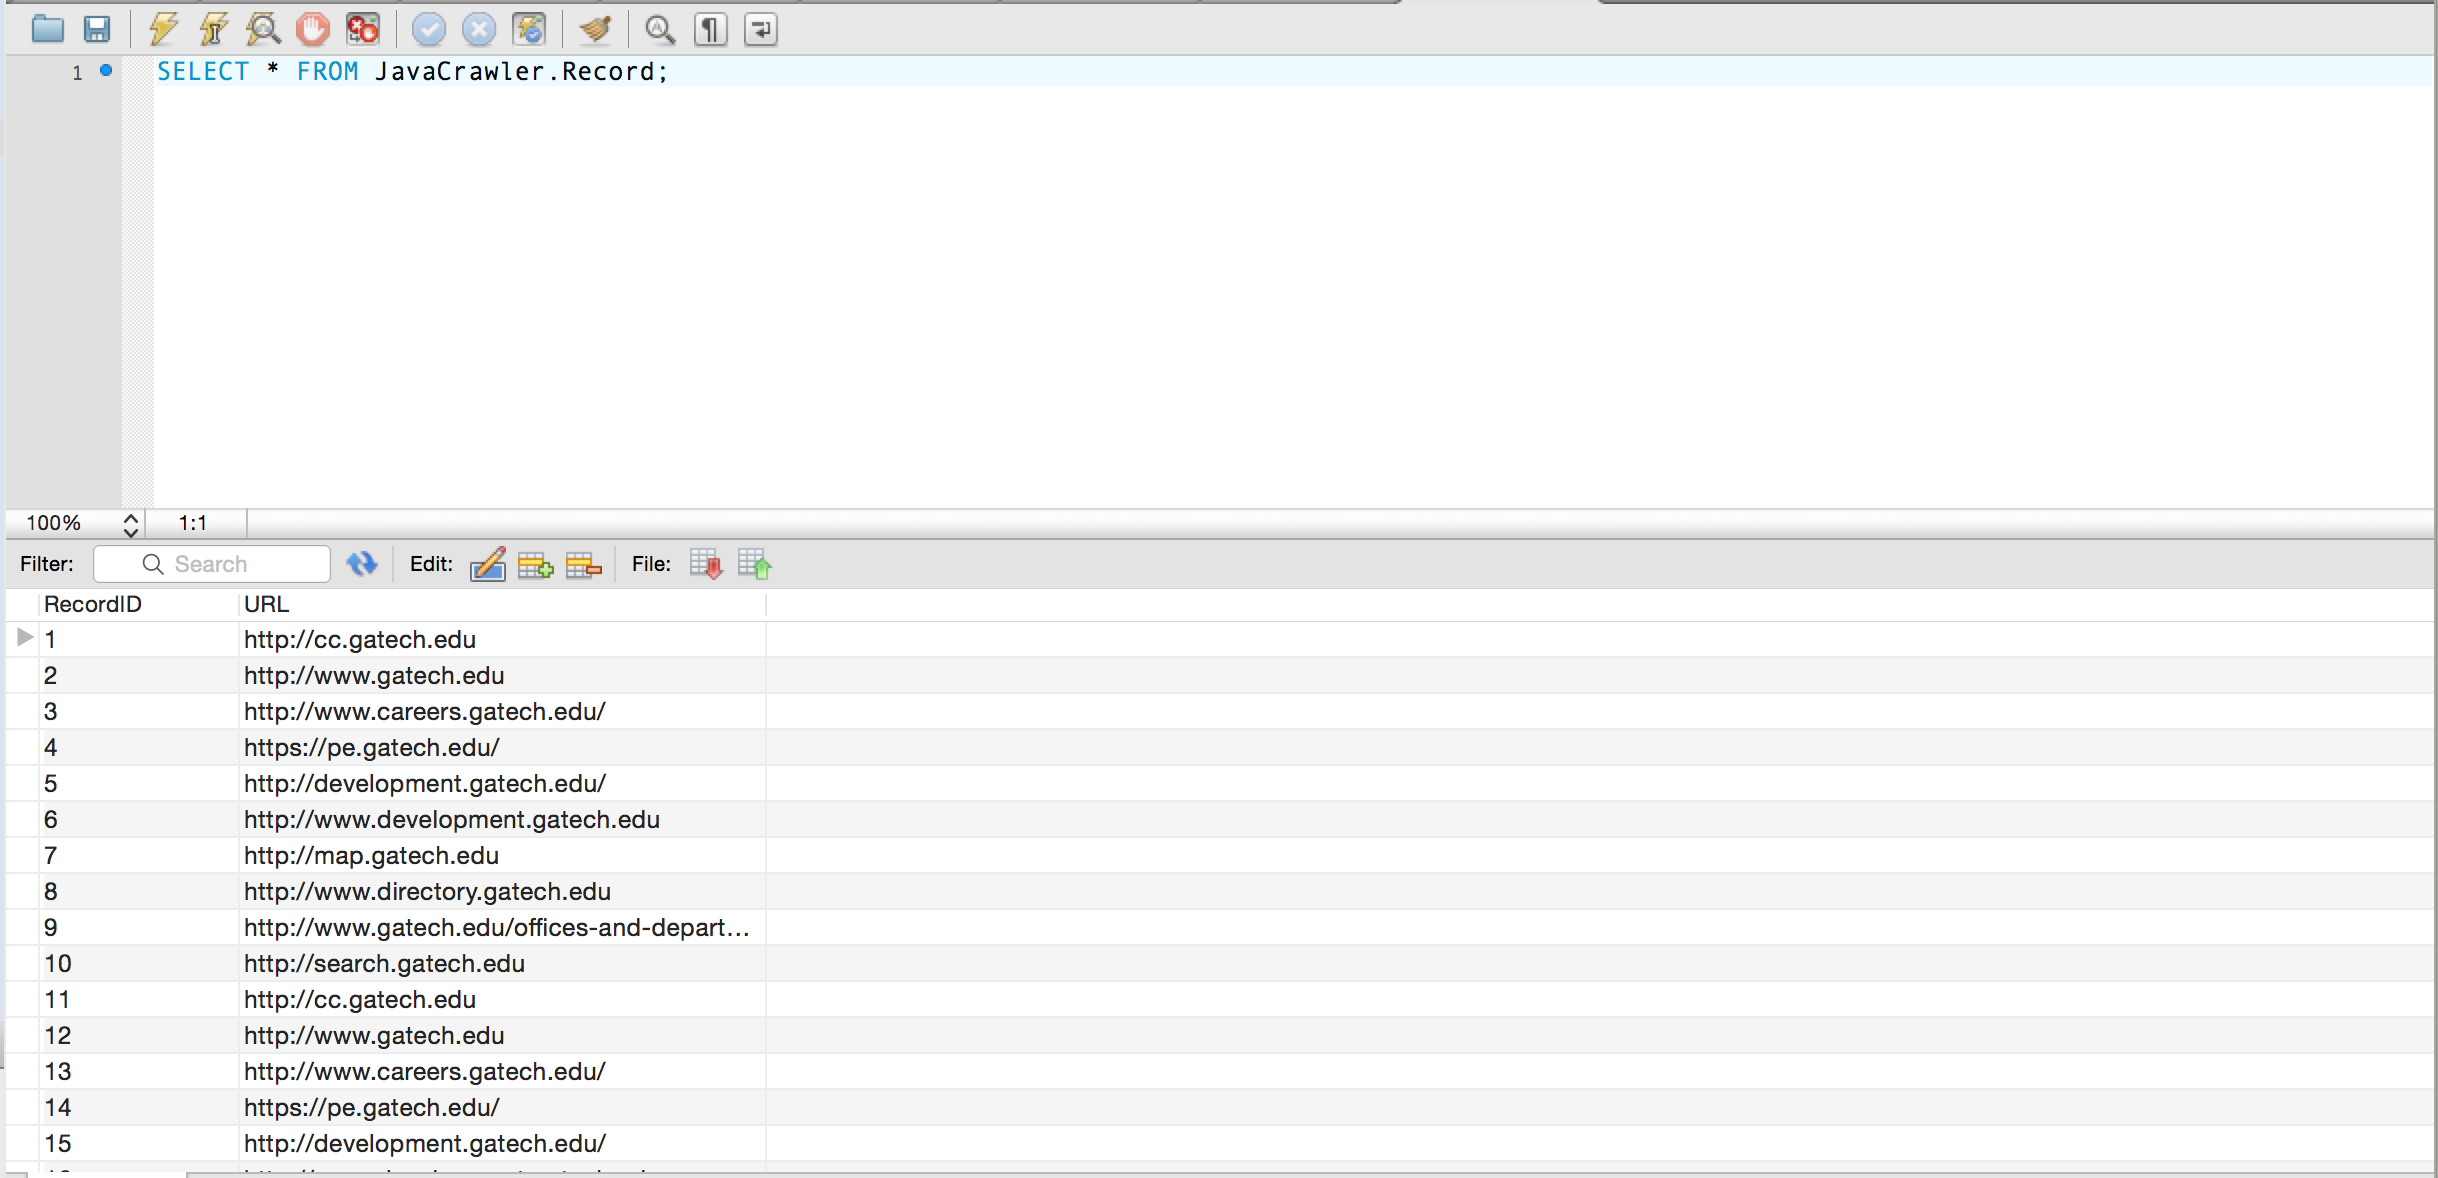 1 SELECT * FROM JavaCrawler.Record;
100% 1:1
Filter: Search Edit: File:
RecordID URL
1 http://cc.gatech.edu
2 http://www.gatech.edu
3 http://www.careers.gatech.edu/
4 https://pe.gatech.edu/
5 http://development.gatech.edu/
6 http://www.development.gatech.edu
7 http://map.gatech.edu
8 http://www.directory.gatech.edu
9 http://www.gatech.edu/offices-and-depart...
10 http://search.gatech.edu
11 http://cc.gatech.edu
12 http://www.gatech.edu
13 http://www.careers.gatech.edu/
14 https://pe.gatech.edu/
15 http://development.gatech.edu/